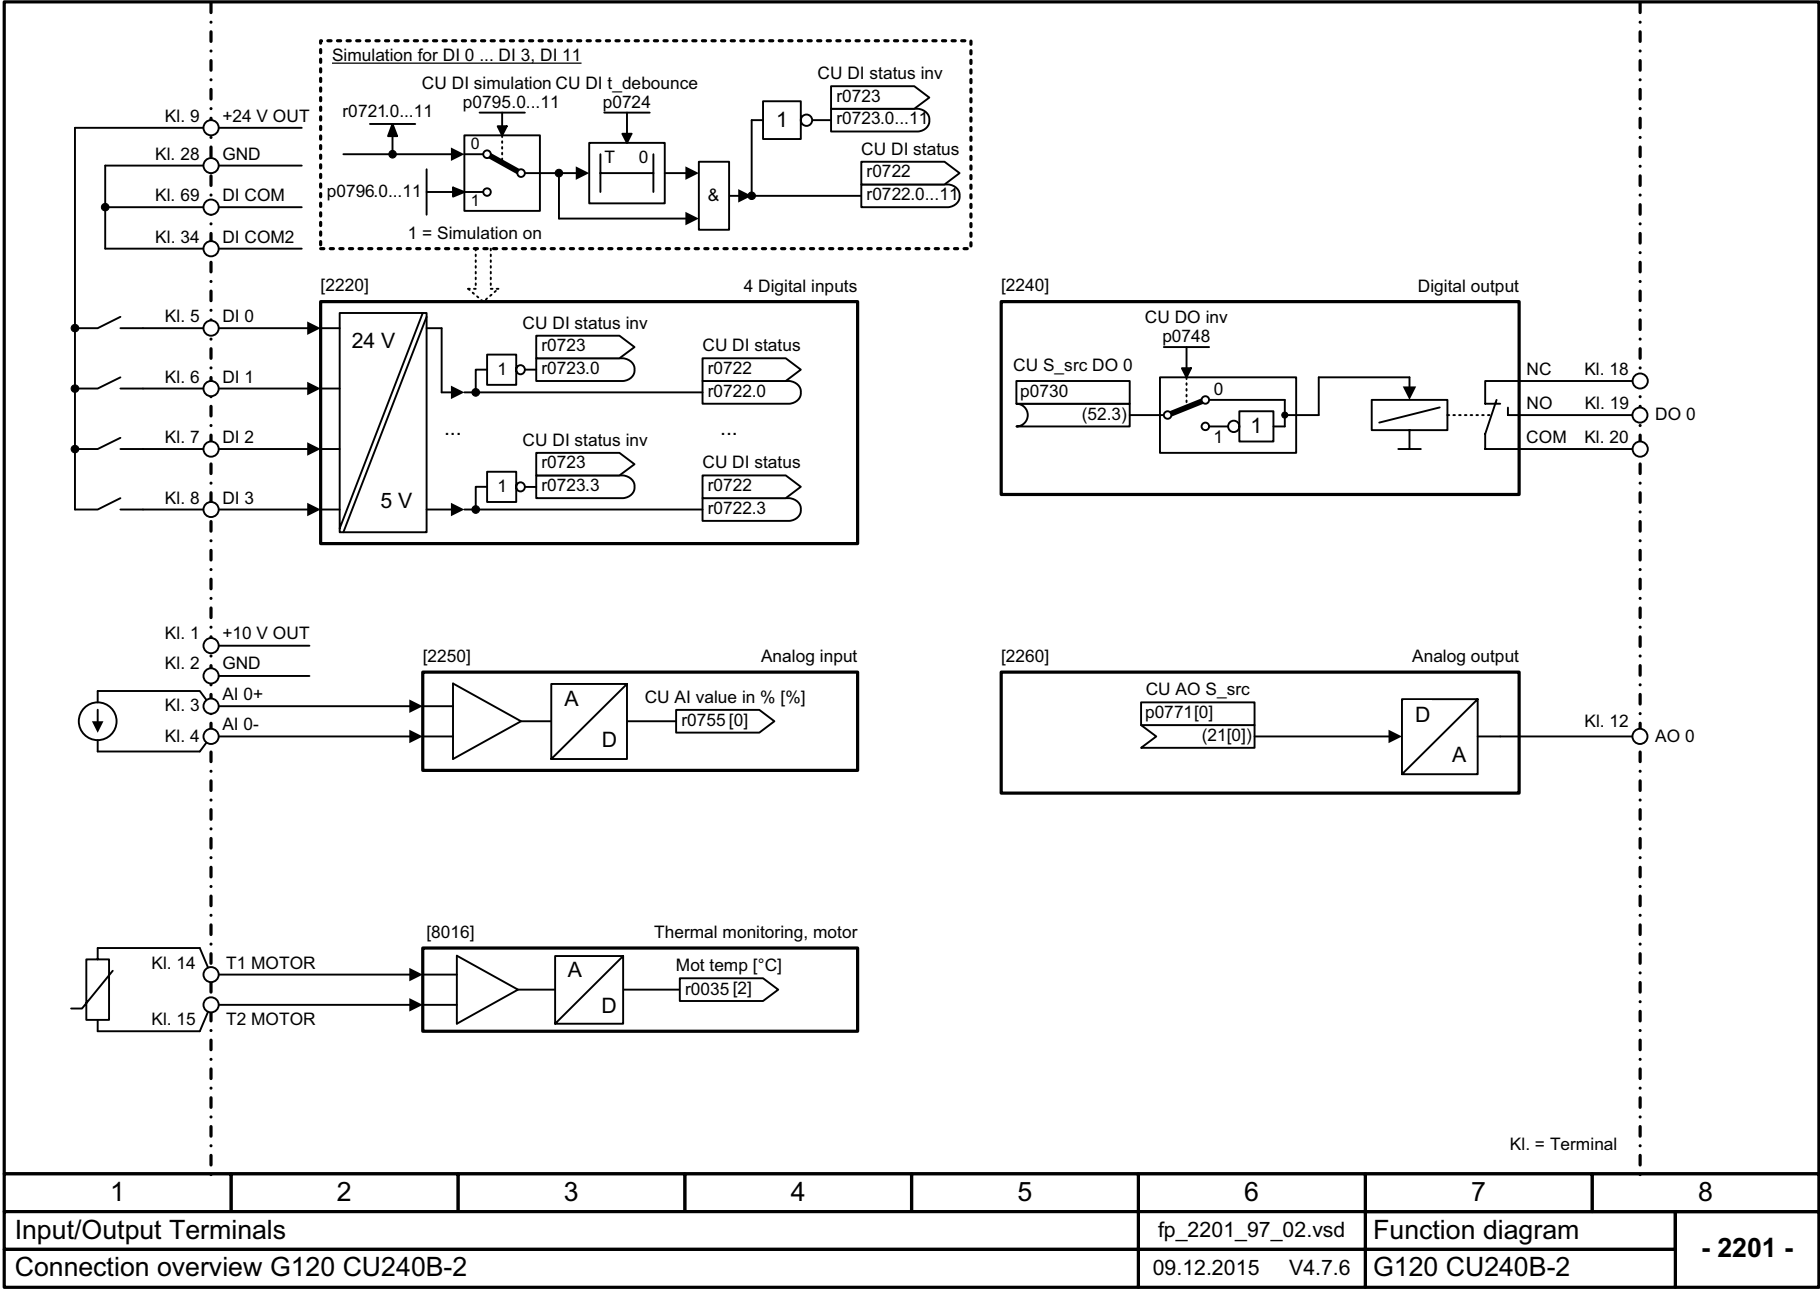 Simulation for DI 0 ... DI 3, DI 11
CU DI simulation CU DI t_debounce
p0795.0...11 p0724
r0721.0...11
p0796.0...11
0
1
T 0
&
1
CU DI status inv
r0723
r0723.0...11
CU DI status
r0722
r0722.0...11
1 = Simulation on
Kl. 9 +24 V OUT
Kl. 28 GND
Kl. 69 DI COM
Kl. 34 DI COM2
Kl. 5 DI 0
Kl. 6 DI 1
Kl. 7 DI 2
Kl. 8 DI 3
[2220] 4 Digital inputs
24 V
5 V
CU DI status inv
r0723
1 r0723.0
CU DI status
r0722
r0722.0
... ...
CU DI status inv
r0723
1 r0723.3
CU DI status
r0722
r0722.3
[2240] Digital output
CU DO inv
p0748
CU S_src DO 0
p0730
(52.3)
0
1
1
NC Kl. 18
NO Kl. 19
COM Kl. 20
DO 0
Kl. 1 +10 V OUT
Kl. 2 GND
Kl. 3 AI 0+
Kl. 4 AI 0-
[2250] Analog input
A
D
CU AI value in % [%]
r0755 [0]
[2260] Analog output
CU AO S_src
p0771[0]
(21[0])
D
A
Kl. 12
AO 0
Kl. 14 T1 MOTOR
Kl. 15 T2 MOTOR
[8016] Thermal monitoring, motor
A
D
Mot temp [°C]
r0035 [2]
Kl. = Terminal
1 2 3 4 5 6 7 8
Input/Output Terminals fp_2201_97_02.vsd Function diagram
- 2201 -
Connection overview G120 CU240B-2 09.12.2015 V4.7.6 G120 CU240B-2